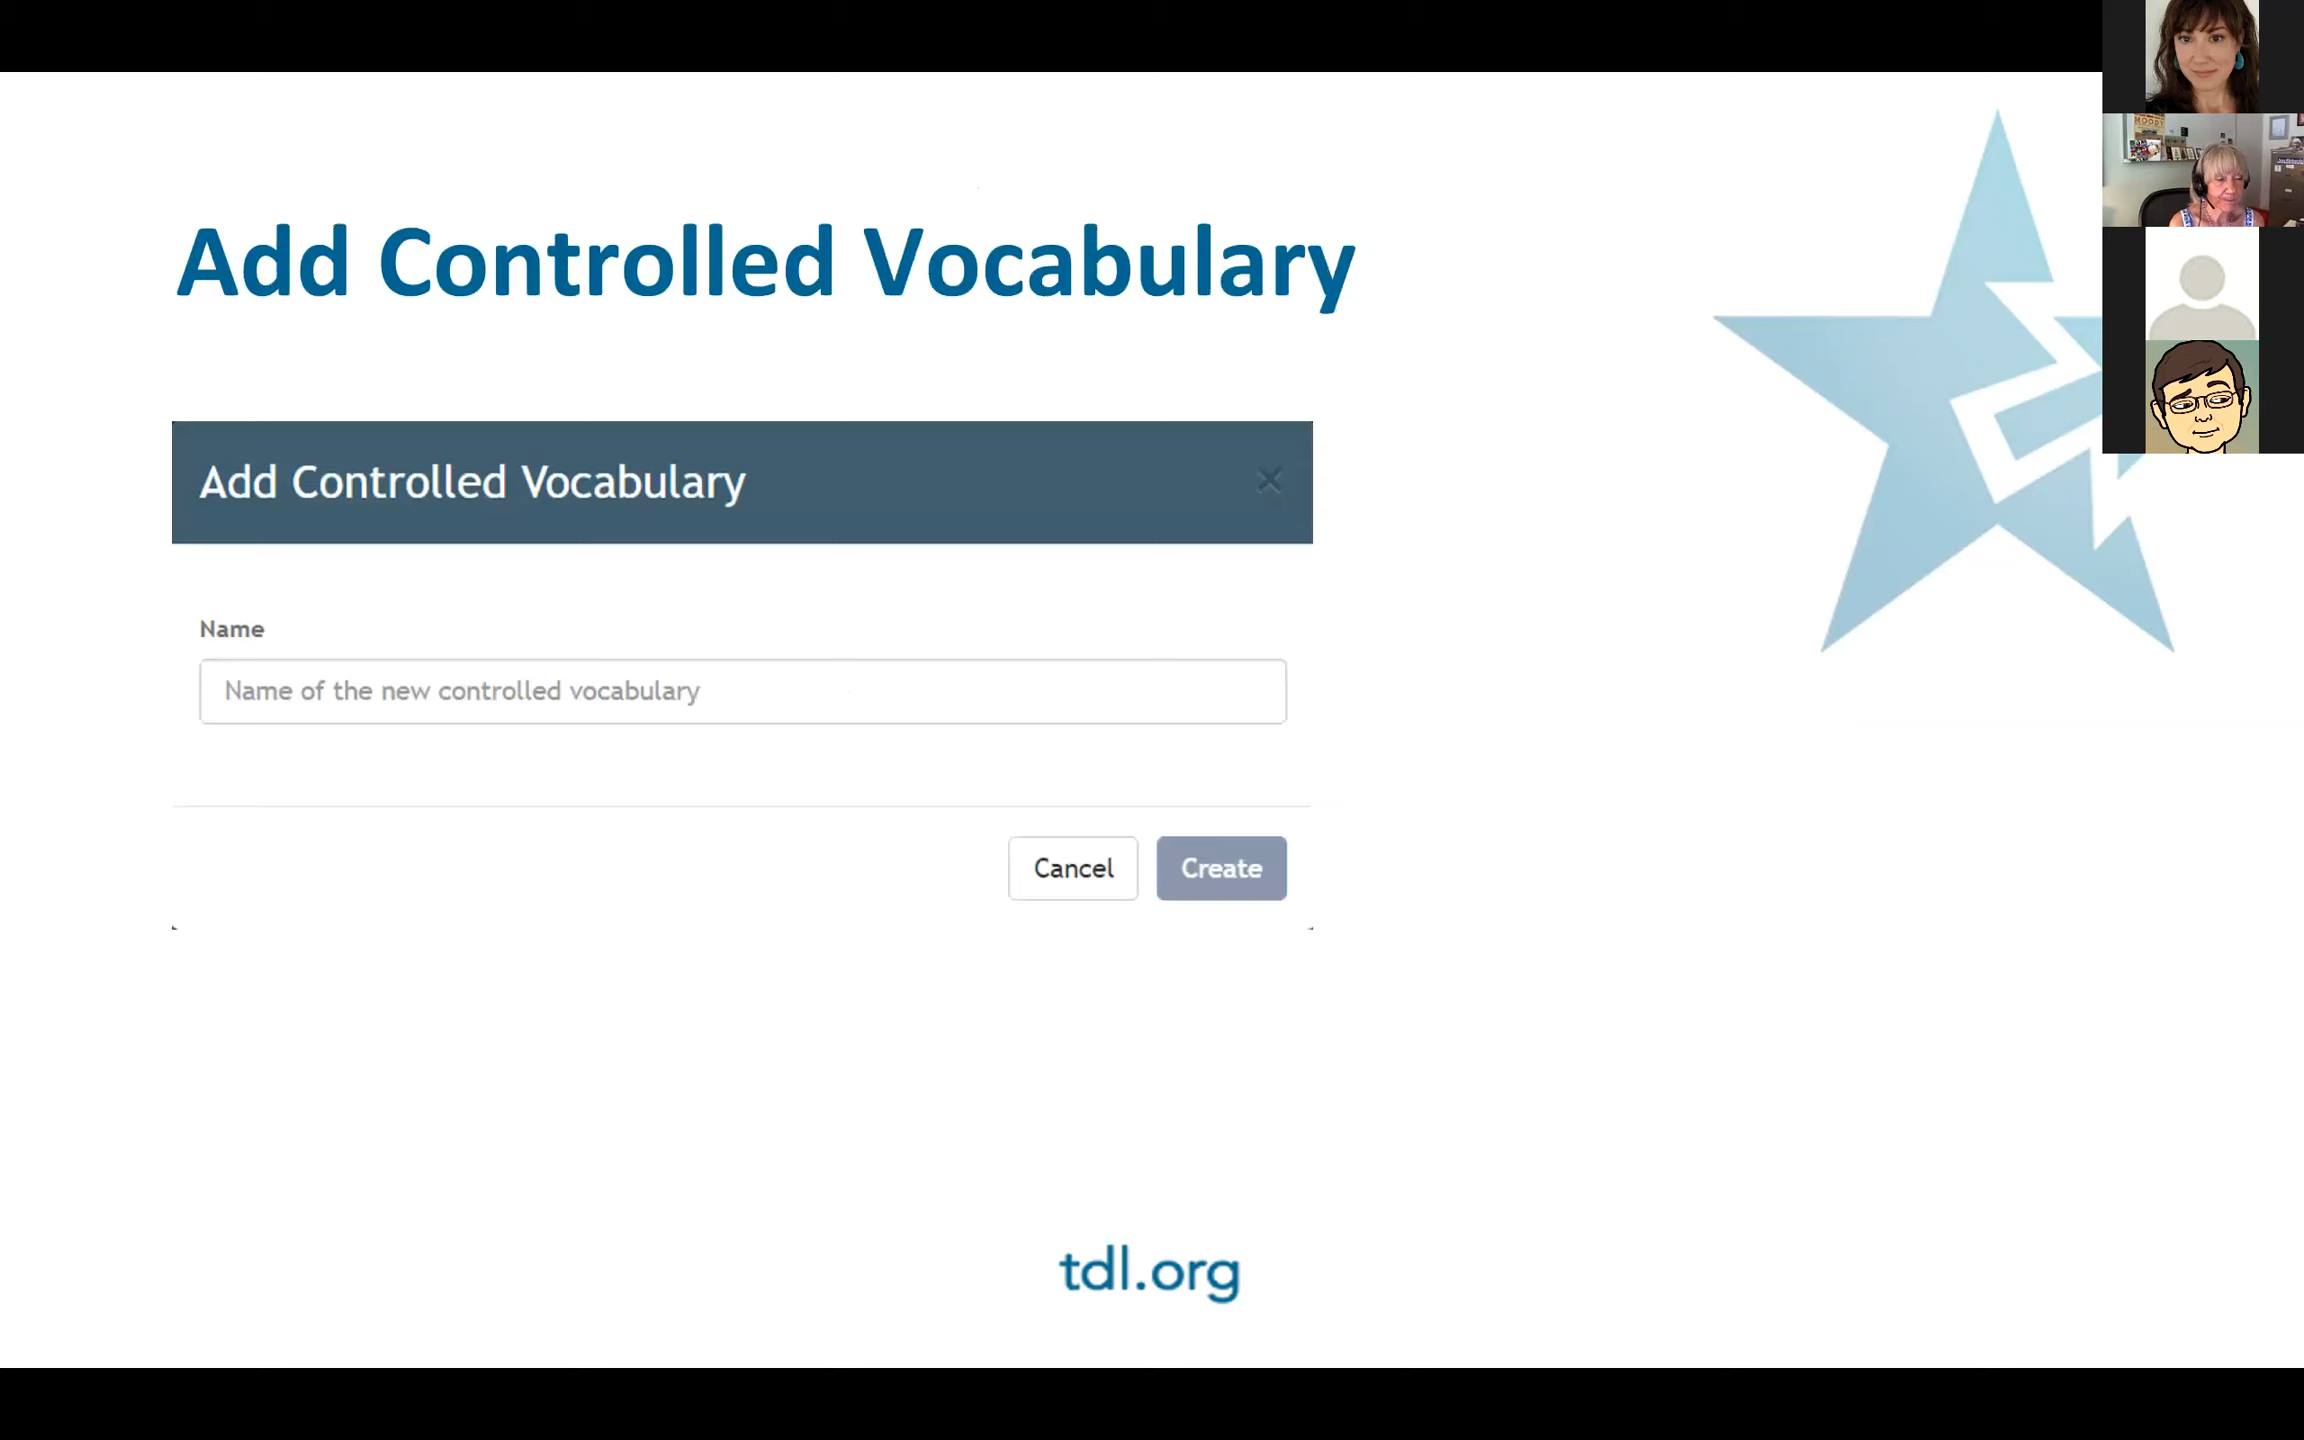 Add Controlled Vocabulary
Add Controlled Vocabulary
Name
Name of the new controlled vocabulary
Cancel
Create
tdl.org